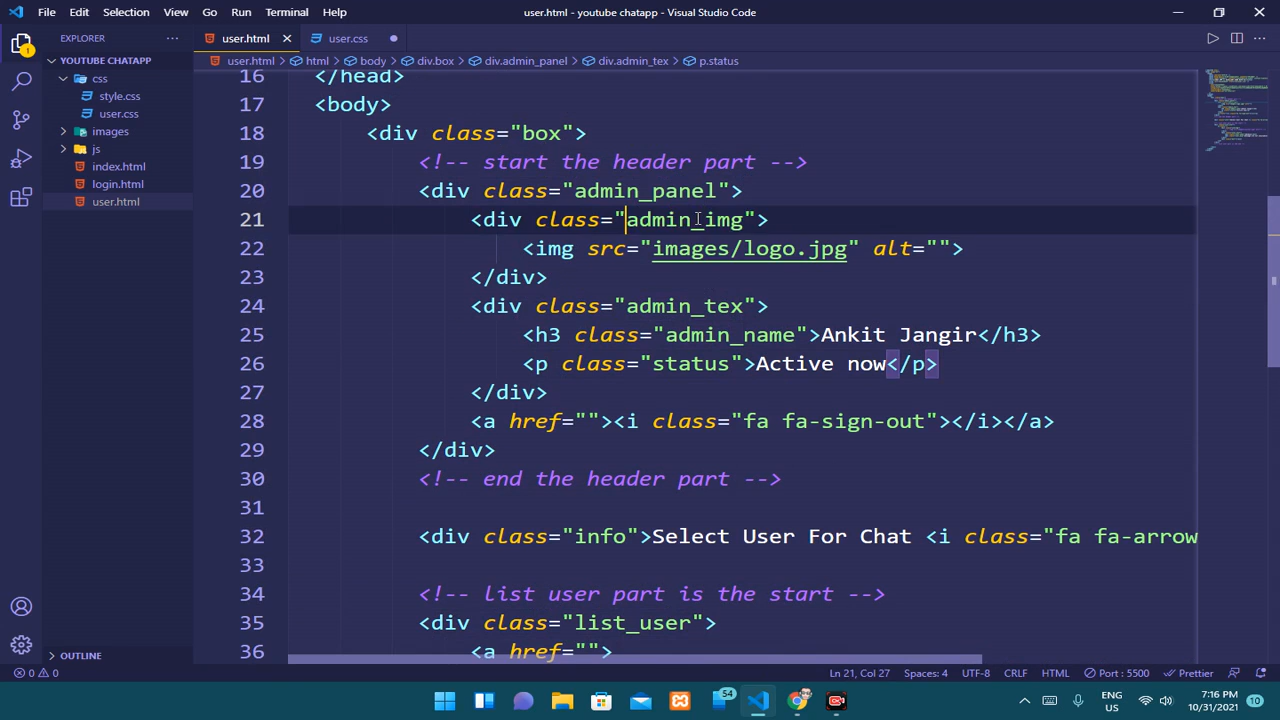 File Edit Selection View Go Run Terminal Help
user.html - youtube chatapp - Visual Studio Code
EXPLORER
user.html
user.css
YOUTUBE CHATAPP
user.html > html > body > div.box > div.admin_panel > div.admin_tex > p.status
css
style.css
user.css
images
js
index.html
login.html
user.html
16 </head>
17 <body>
18 <div class="box">
19 <!-- start the header part -->
20 <div class="admin_panel">
21 <div class="admin_img">
22 <img src="images/logo.jpg" alt="">
23 </div>
24 <div class="admin_tex">
25 <h3 class="admin_name">Ankit Jangir</h3>
26 <p class="status">Active now</p>
27 </div>
28 <a href=""><i class="fa fa-sign-out"></i></a>
29 </div>
30 <!-- end the header part -->
31
32 <div class="info">Select User For Chat <i class="fa fa-arrow
33
34 <!-- list user part is the start -->
35 <div class="list_user">
36 <a href="">
OUTLINE
0 0
Ln 21, Col 27 Spaces: 4 UTF-8 CRLF HTML Port : 5500 Prettier
1
54
ENG
US
7:16 PM
10/31/2021
10